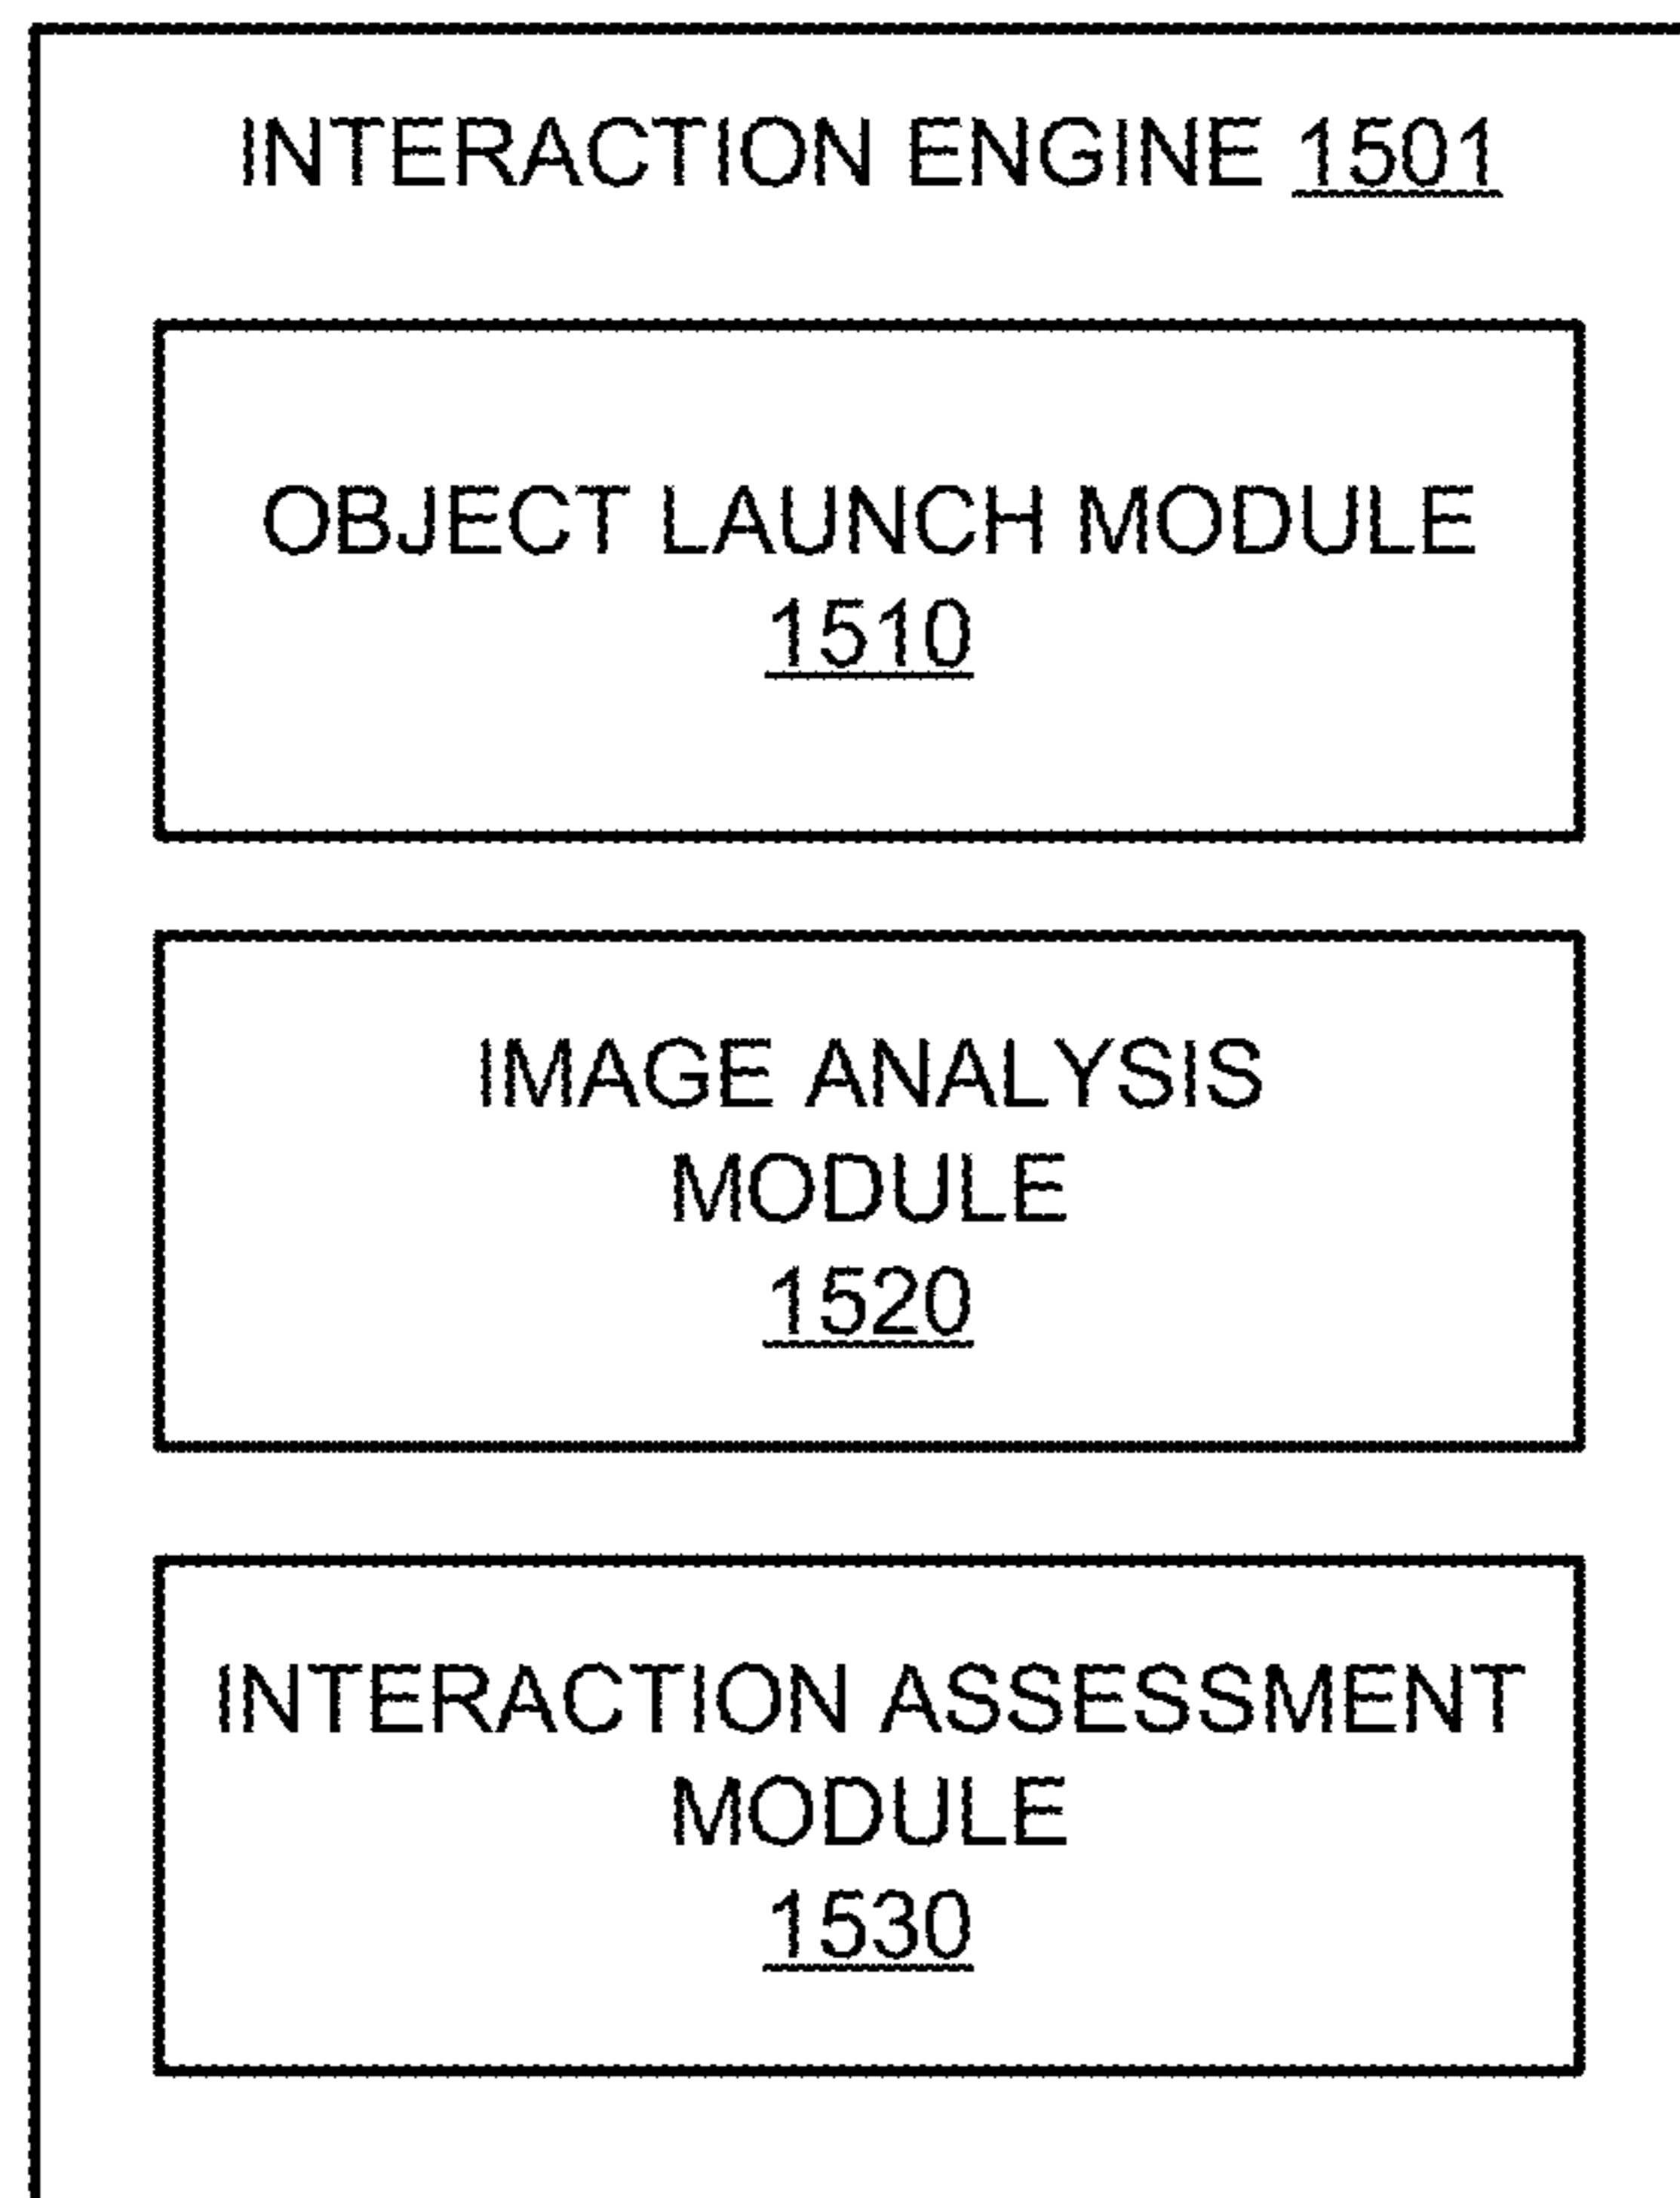 INTERACTION ENGINE 1501
OBJECT LAUNCH MODULE
1510
IMAGE ANALYSIS
MODULE
1520
INTERACTION ASSESSMENT
MODULE
1530